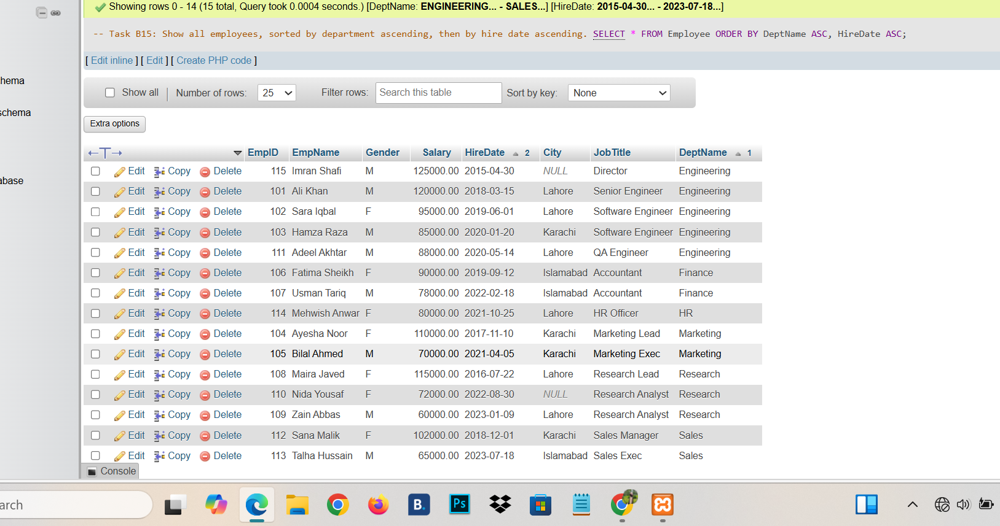 Showing rows 0 - 14 (15 total, Query took 0.0004 seconds.) [DeptName: ENGINEERING... - SALES...] [HireDate: 2015-04-30... - 2023-07-18...]
-- Task B15: Show all employees, sorted by department ascending, then by hire date ascending. SELECT * FROM Employee ORDER BY DeptName ASC, HireDate ASC;
[ Edit inline ] [ Edit ] [ Create PHP code ]
hema
schema
abase
Show all Number of rows: 25 Filter rows: Search this table Sort by key: None
Extra options
←T→ EmpID EmpName Gender Salary HireDate 2 City JobTitle DeptName 1
Edit Copy Delete 115 Imran Shafi M 125000.00 2015-04-30 NULL Director Engineering
Edit Copy Delete 101 Ali Khan M 120000.00 2018-03-15 Lahore Senior Engineer Engineering
Edit Copy Delete 102 Sara Iqbal F 95000.00 2019-06-01 Lahore Software Engineer Engineering
Edit Copy Delete 103 Hamza Raza M 85000.00 2020-01-20 Karachi Software Engineer Engineering
Edit Copy Delete 111 Adeel Akhtar M 88000.00 2020-05-14 Lahore QA Engineer Engineering
Edit Copy Delete 106 Fatima Sheikh F 90000.00 2019-09-12 Islamabad Accountant Finance
Edit Copy Delete 107 Usman Tariq M 78000.00 2022-02-18 Islamabad Accountant Finance
Edit Copy Delete 114 Mehwish Anwar F 80000.00 2021-10-25 Lahore HR Officer HR
Edit Copy Delete 104 Ayesha Noor F 110000.00 2017-11-10 Karachi Marketing Lead Marketing
Edit Copy Delete 105 Bilal Ahmed M 70000.00 2021-04-05 Karachi Marketing Exec Marketing
Edit Copy Delete 108 Maira Javed F 115000.00 2016-07-22 Lahore Research Lead Research
Edit Copy Delete 110 Nida Yousaf F 72000.00 2022-08-30 NULL Research Analyst Research
Edit Copy Delete 109 Zain Abbas M 60000.00 2023-01-09 Lahore Research Analyst Research
Edit Copy Delete 112 Sana Malik F 102000.00 2018-12-01 Karachi Sales Manager Sales
Edit Copy Delete 113 Talha Hussain M 65000.00 2023-07-18 Islamabad Sales Exec Sales
Console
arch
B.
Ps